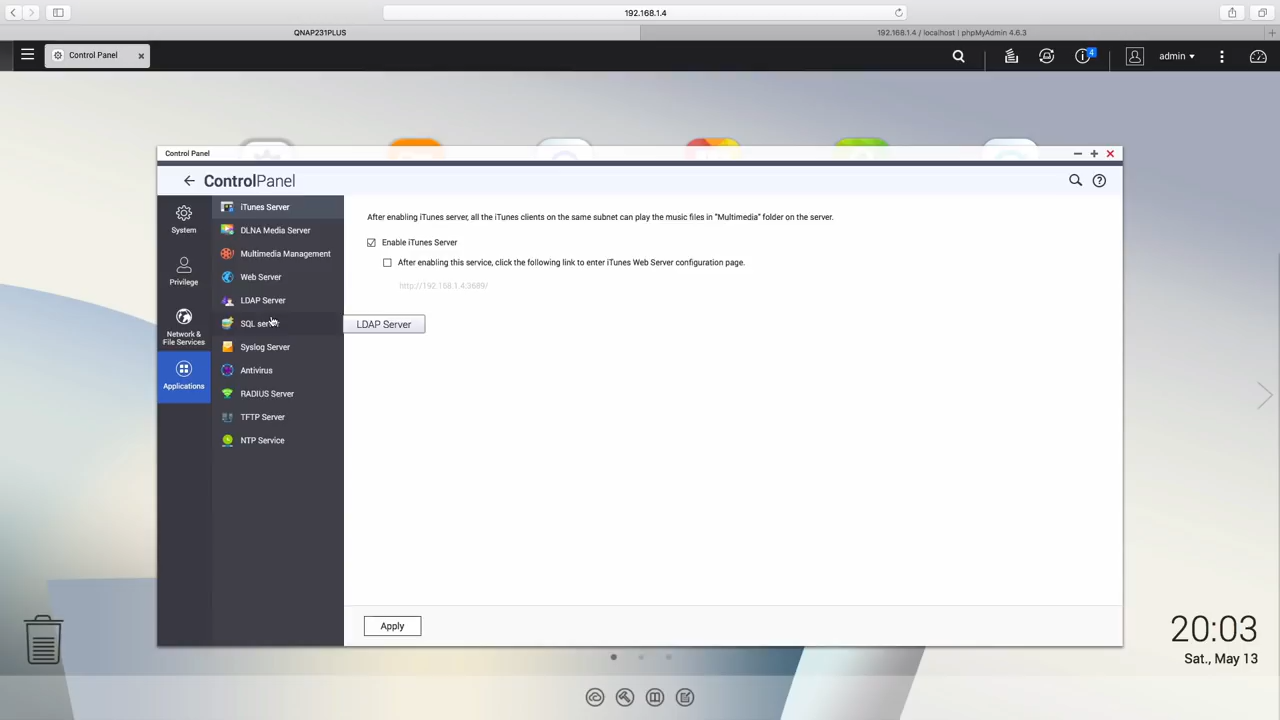 192.168.1.4
QNAP231PLUS
192.168.1.4 / localhost | phpMyAdmin 4.6.3
Control Panel
4
admin
Control Panel
ControlPanel
System
Privilege
Network &
File Services
Applications
iTunes Server
DLNA Media Server
Multimedia Management
Web Server
LDAP Server
SQL server
Syslog Server
Antivirus
RADIUS Server
TFTP Server
NTP Service
After enabling iTunes server, all the iTunes clients on the same subnet can play the music files in "Multimedia" folder on the server.
Enable iTunes Server
After enabling this service, click the following link to enter iTunes Web Server configuration page.
http://192.168.1.4:3689/
LDAP Server
Apply
20:03
Sat., May 13